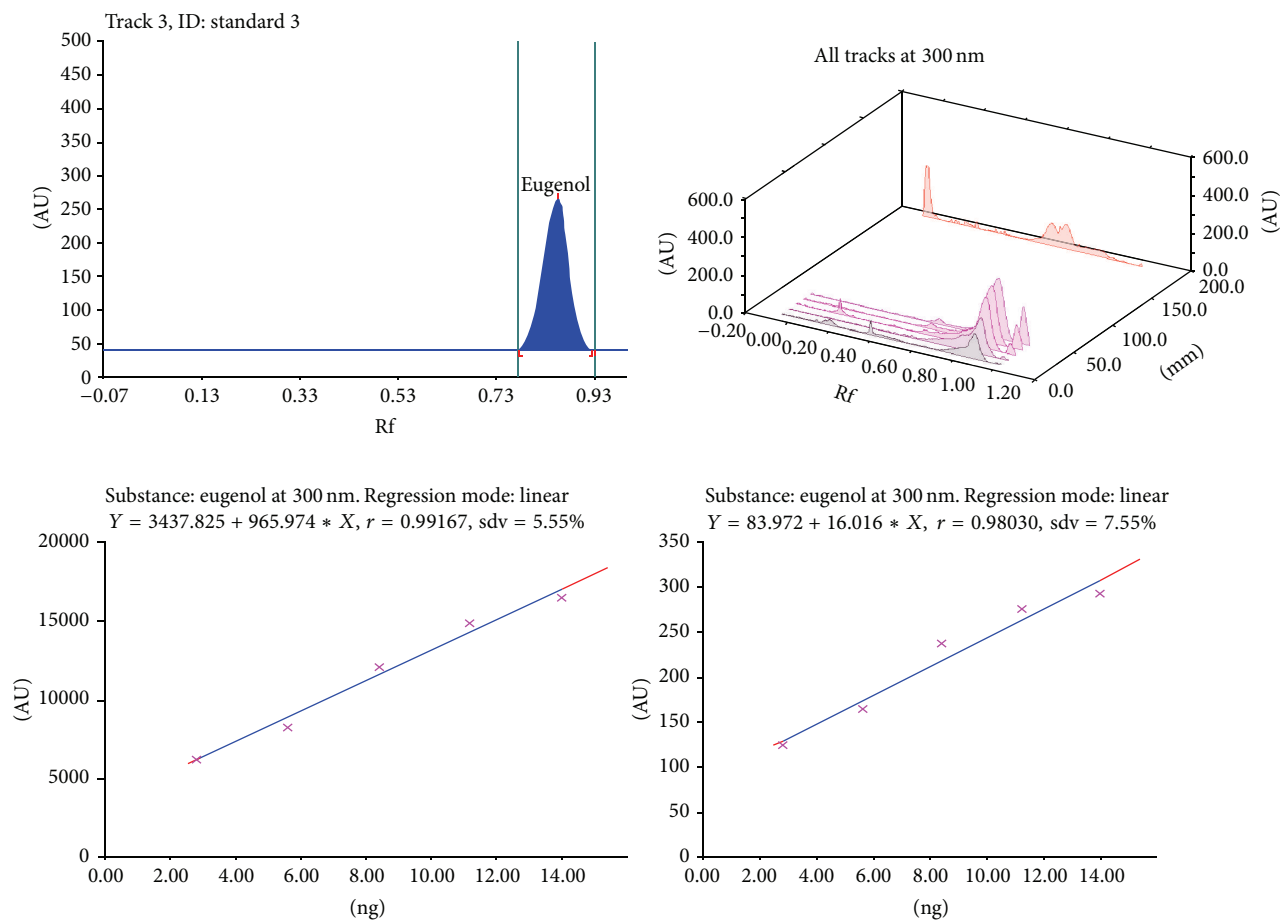 Track 3, ID: standard 3
500
450
400
350
300
250
200
150
100
50
0
(AU)
Eugenol
−0.07 0.13 0.33 0.53 0.73 0.93
Rf
All tracks at 300 nm
600.0
400.0
200.0
0.0
(AU)
600.0
400.0
200.0
0.0
(AU)
−0.20 0.00 0.20 0.40 0.60 0.80 1.00 1.20
Rf
0.0 50.0 100.0 150.0 200.0
(mm)
Substance: eugenol at 300 nm. Regression mode: linear
Y = 3437.825 + 965.974 ∗ X, r = 0.99167, sdv = 5.55%
20000
15000
10000
5000
0
(AU)
0.00 2.00 4.00 6.00 8.00 10.00 12.00 14.00
(ng)
Substance: eugenol at 300 nm. Regression mode: linear
Y = 83.972 + 16.016 ∗ X, r = 0.98030, sdv = 7.55%
350
300
250
200
150
100
50
0
(AU)
0.00 2.00 4.00 6.00 8.00 10.00 12.00 14.00
(ng)